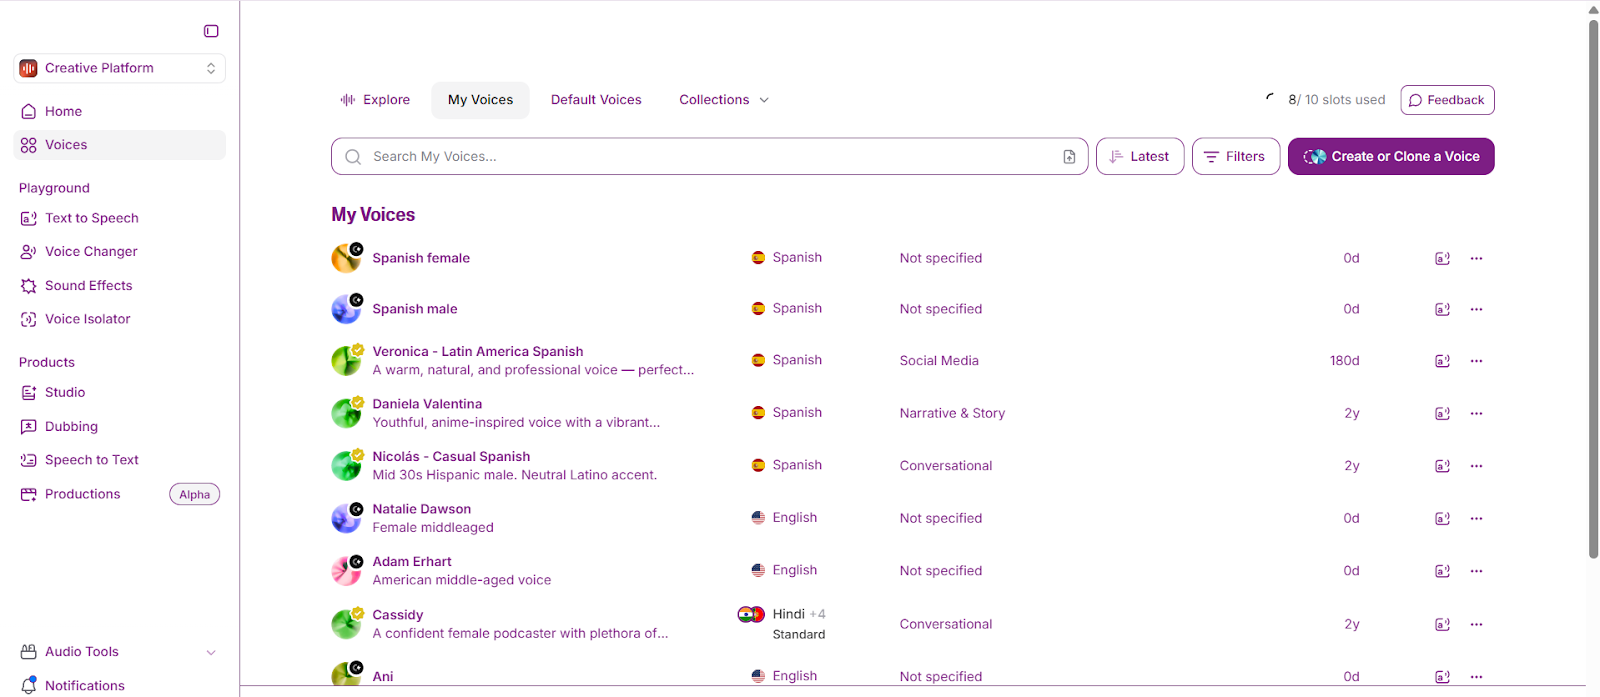 Creative Platform
Home
Voices
Playground
Text to Speech
Voice Changer
Sound Effects
Voice Isolator
Products
Studio
Dubbing
Speech to Text
Productions Alpha
Audio Tools
Notifications
Explore My Voices Default Voices Collections 8/ 10 slots used Feedback
Search My Voices... Latest Filters Create or Clone a Voice
My Voices
Spanish female Spanish Not specified 0d
Spanish male Spanish Not specified 0d
Veronica - Latin America Spanish Spanish Social Media 180d
A warm, natural, and professional voice — perfect...
Daniela Valentina Spanish Narrative & Story 2y
Youthful, anime-inspired voice with a vibrant...
Nicolás - Casual Spanish Spanish Conversational 2y
Mid 30s Hispanic male. Neutral Latino accent.
Natalie Dawson English Not specified 0d
Female middleaged
Adam Erhart English Not specified 0d
American middle-aged voice
Cassidy Hindi +4 Conversational 2y
A confident female podcaster with plethora of... Standard
Ani English Not specified 0d